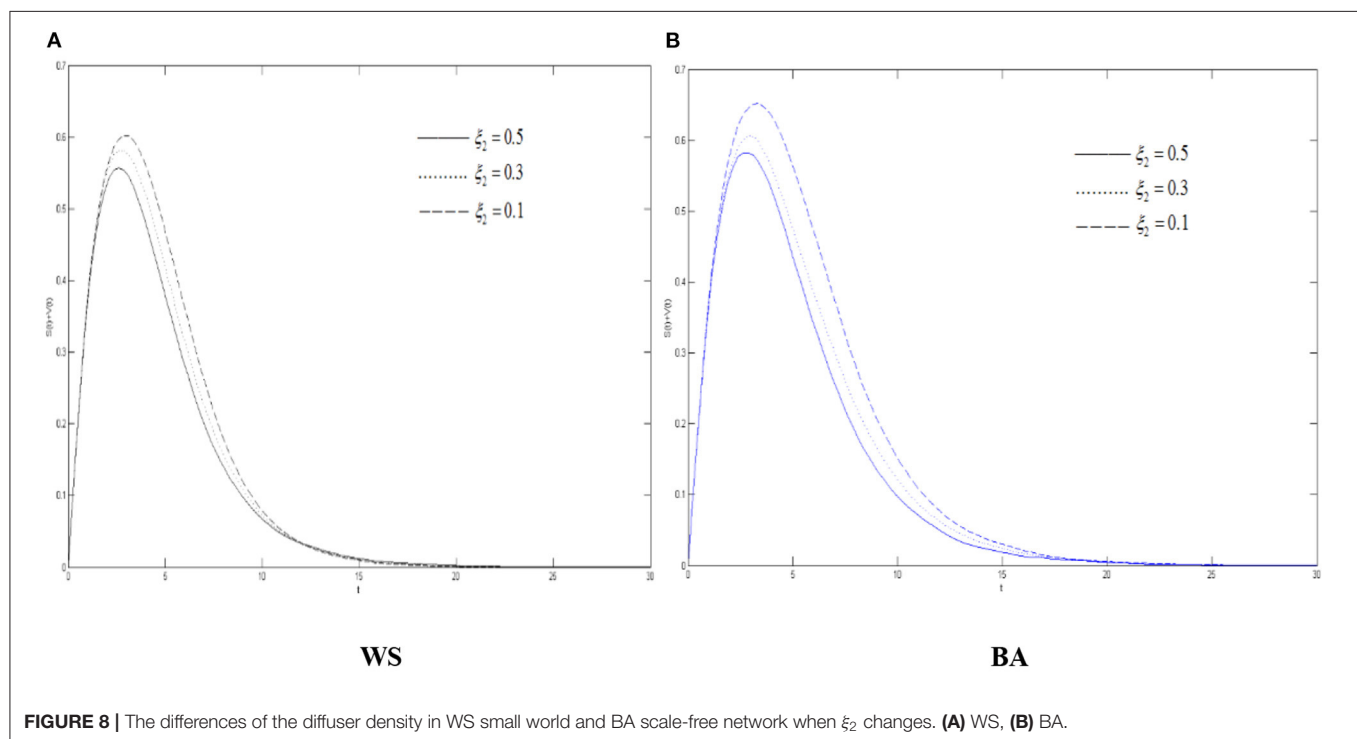 A
B
0.7
0.6
0.5
0.4
0.3
0.2
0.1
0
S(t)+V(t)
ξ₂ = 0.5
ξ₂ = 0.3
ξ₂ = 0.1
0 5 10 15 20 25 30
t
0.7
0.6
0.5
0.4
0.3
0.2
0.1
0
S(t)+V(t)
ξ₂ = 0.5
ξ₂ = 0.3
ξ₂ = 0.1
0 5 10 15 20 25 30
t
WS
BA
FIGURE 8 | The differences of the diffuser density in WS small world and BA scale-free network when ξ₂ changes. (A) WS, (B) BA.